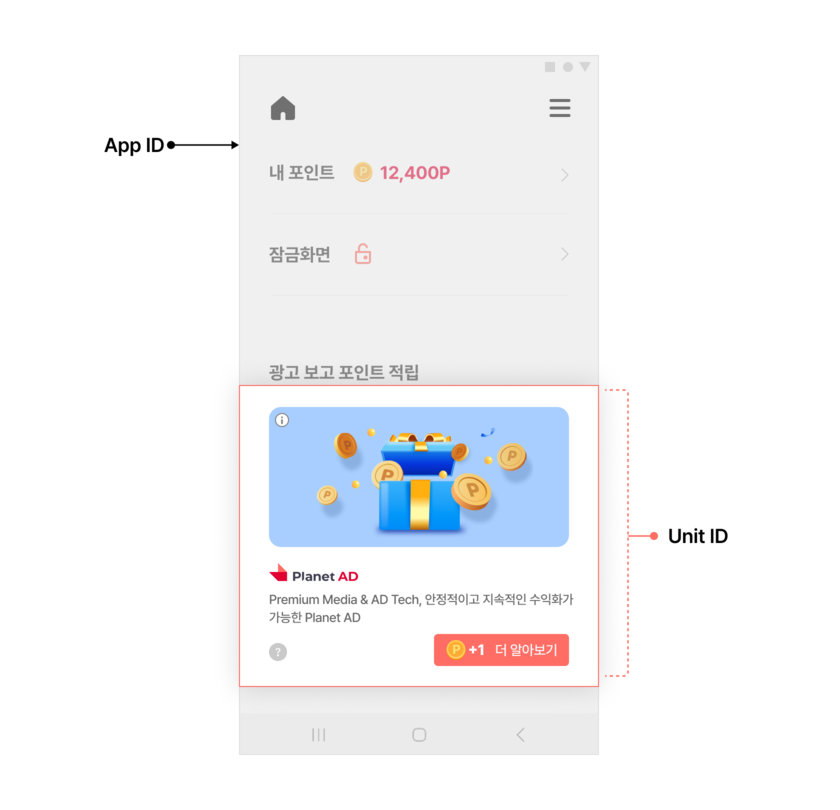 App ID
내 포인트 P 12,400P
잠금화면
광고 보고 포인트 적립
i
P
P
P
P
P
Planet AD
Premium Media & AD Tech, 안정적이고 지속적인 수익화가
가능한 Planet AD
Unit ID
? P +1 더 알아보기